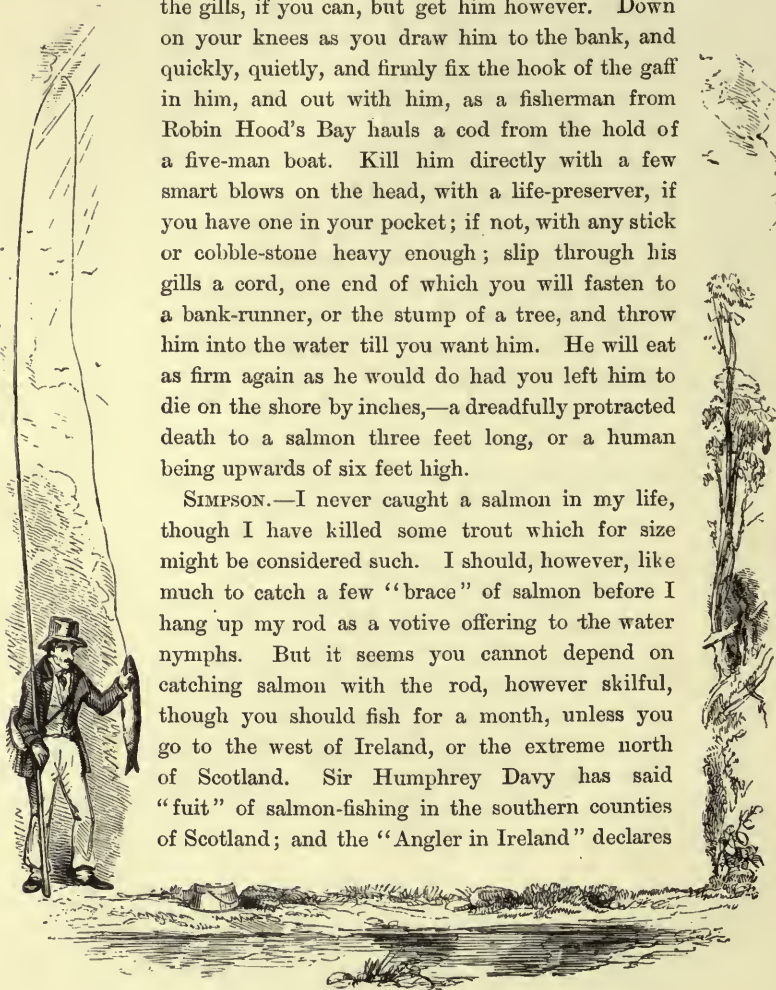 the gills, if you can, but get him however. Down
on your knees as you draw him to the bank, and
quickly, quietly, and firmly fix the hook of the gaff
in him, and out with him, as a fisherman from
Robin Hood's Bay hauls a cod from the hold of
a five-man boat. Kill him directly with a few
smart blows on the head, with a life-preserver, if
you have one in your pocket; if not, with any stick
or cobble-stone heavy enough; slip through his
gills a cord, one end of which you will fasten to
a bank-runner, or the stump of a tree, and throw
him into the water till you want him. He will eat
as firm again as he would do had you left him to
die on the shore by inches,—a dreadfully protracted
death to a salmon three feet long, or a human
being upwards of six feet high.
SIMPSON.—I never caught a salmon in my life,
though I have killed some trout which for size
might be considered such. I should, however, like
much to catch a few "brace" of salmon before I
hang up my rod as a votive offering to the water
nymphs. But it seems you cannot depend on
catching salmon with the rod, however skilful,
though you should fish for a month, unless you
go to the west of Ireland, or the extreme north
of Scotland. Sir Humphrey Davy has said
"fuit" of salmon-fishing in the southern counties
of Scotland; and the "Angler in Ireland" declares